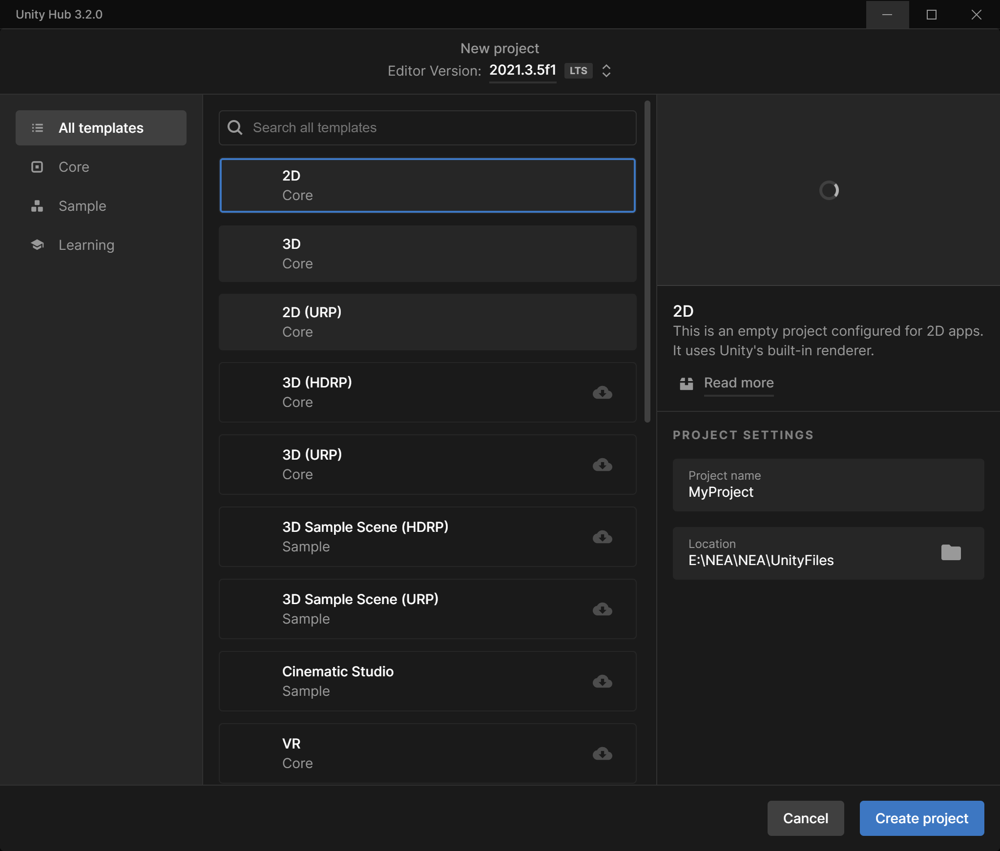 Unity Hub 3.2.0
New project
Editor Version: 2021.3.5f1 LTS
All templates
Core
Sample
Learning
Search all templates
2D
Core
3D
Core
2D (URP)
Core
3D (HDRP)
Core
3D (URP)
Core
3D Sample Scene (HDRP)
Sample
3D Sample Scene (URP)
Sample
Cinematic Studio
Sample
VR
Core
2D
This is an empty project configured for 2D apps.
It uses Unity's built-in renderer.
Read more
PROJECT SETTINGS
Project name
MyProject
Location
E:\NEA\NEA\UnityFiles
Cancel
Create project